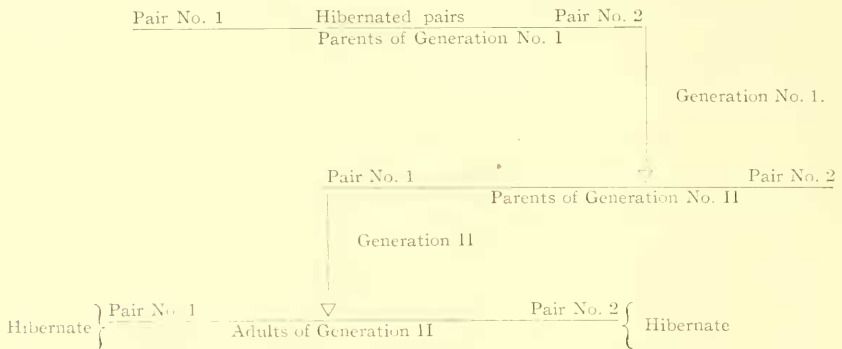 Pair No. 1 Hibernated pairs Pair No. 2
Parents of Generation No. 1
Generation No. 1.
Pair No. 1 Pair No. 2
Parents of Generation No. II
Generation II
Hibernate } Pair No. 1 Pair No. 2 { Hibernate
Adults of Generation II